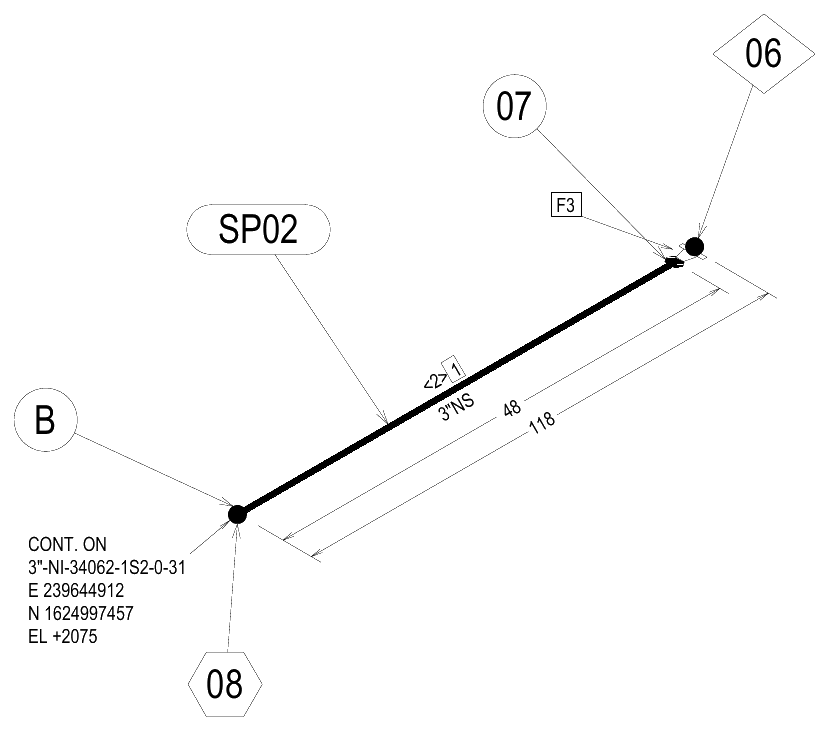 06
07
F3
SP02
<2> 1
3"NS
48
118
B
CONT. ON
3"-NI-34062-1S2-0-31
E 239644912
N 1624997457
EL +2075
08